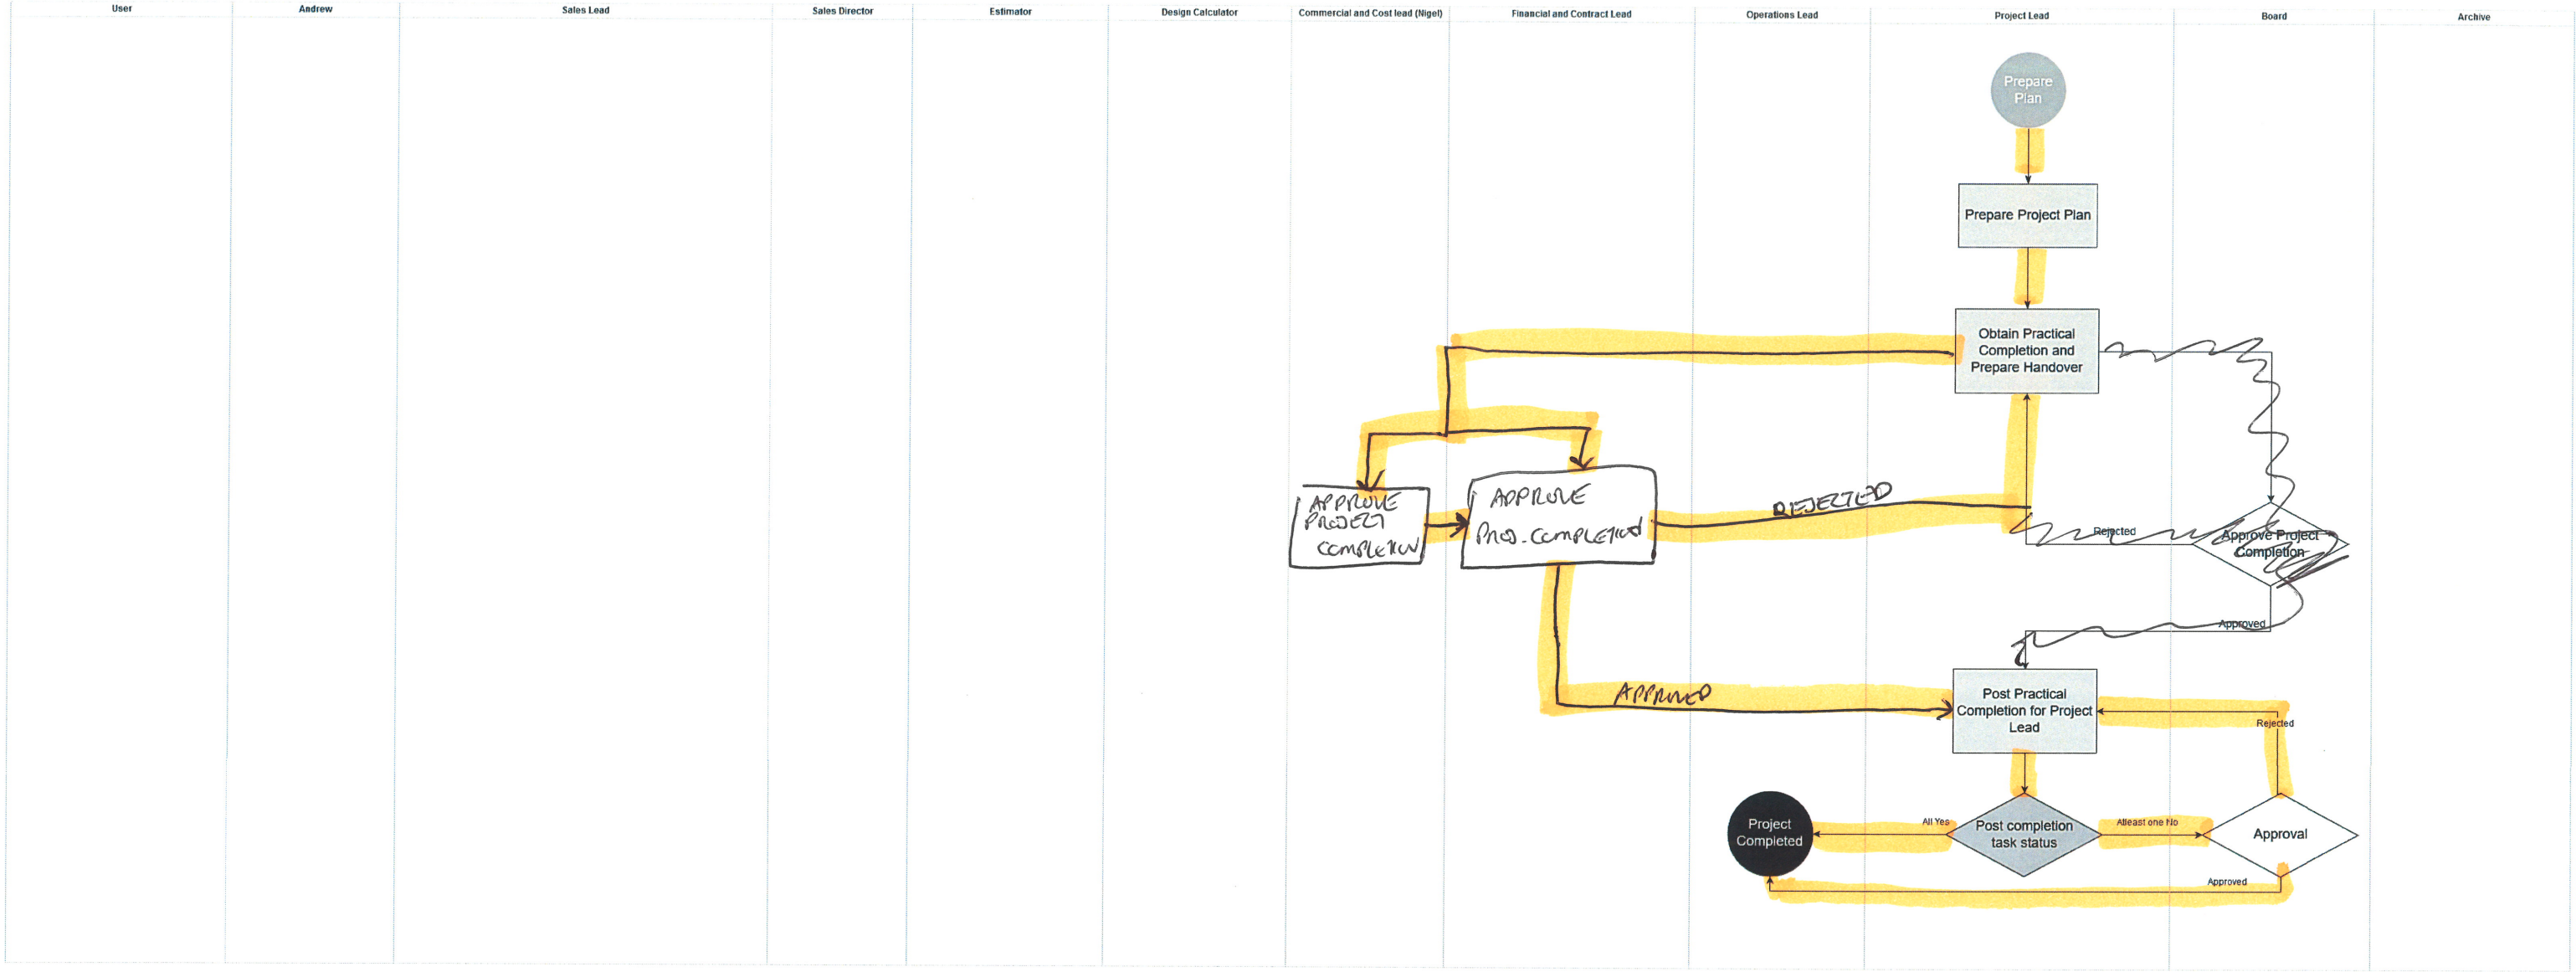 User
Andrew
Sales Lead
Sales Director
Estimator
Design Calculator
Commercial and Cost lead (Nigel)
Financial and Contract Lead
Operations Lead
Project Lead
Board
Archive
Prepare
Plan
Prepare Project Plan
Obtain Practical
Completion and
Prepare Handover
APPROVE
PROJECT
COMPLETION
APPROVE
PROJ. COMPLETION
REJECTED
Rejected
Approve Project
Completion
Approved
APPROVED
Post Practical
Completion for Project
Lead
Rejected
Project
Completed
All Yes
Post completion
task status
Atleast one No
Approval
Approved